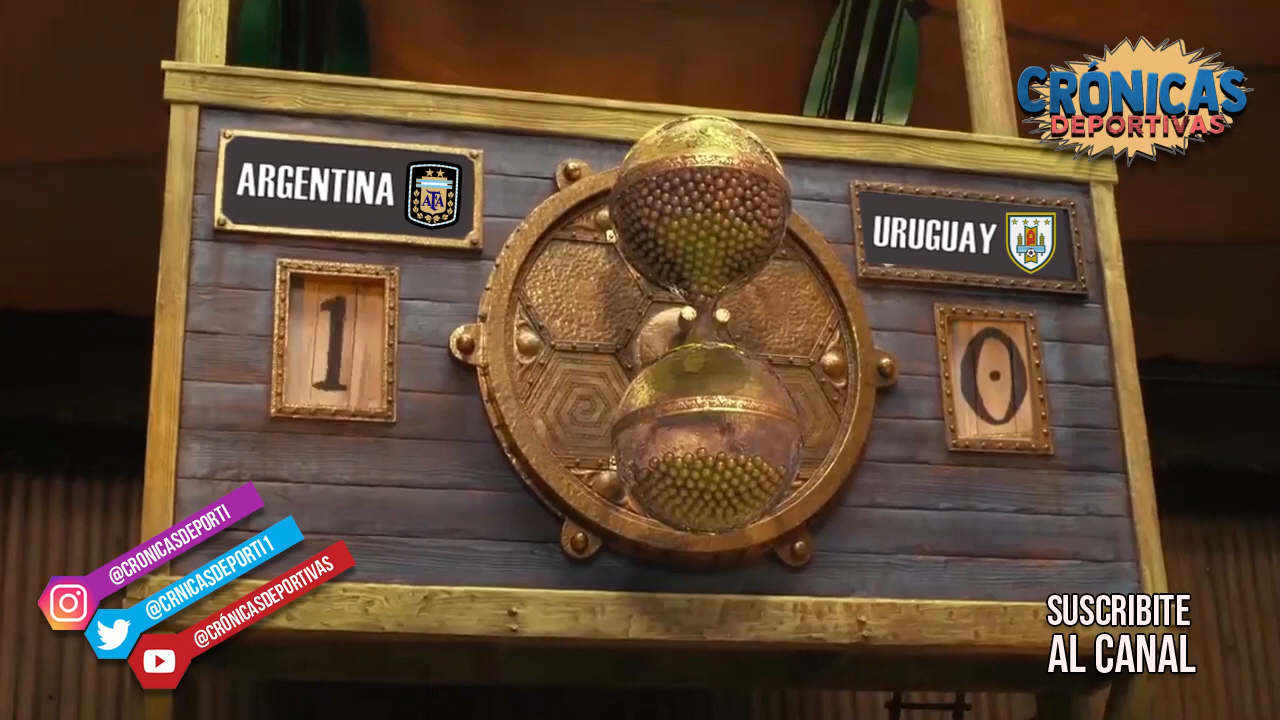 CRÓNICAS
DEPORTIVAS
ARGENTINA
AFA
URUGUAY
1
0
@CRONICASDEPORTI
@CRNICASDEPORTI1
@CRÓNICASDEPORTIVAS
SUSCRIBITE
AL CANAL